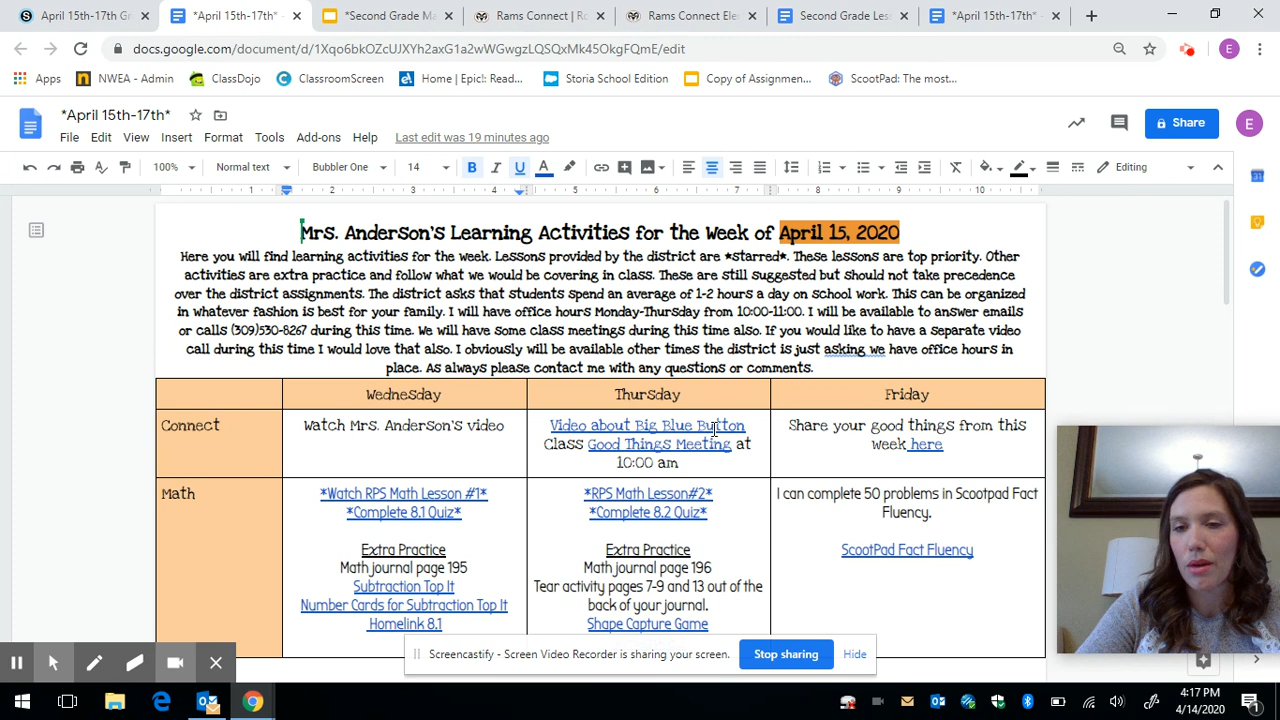 April 15th-17th Grade
*April 15th-17th*
*Second Grade Ma
Rams Connect | Ro
Rams Connect Ele
Second Grade Les
*April 15th-17th*
docs.google.com/document/d/1Xqo6bkOZcUJXYh2axG1a2wWGwgzLQSQxMk45OkgFQmE/edit
E
Apps
NWEA - Admin
ClassDojo
ClassroomScreen
Home | Epic!: Read...
Storia School Edition
Copy of Assignmen...
ScootPad: The most...
*April 15th-17th*
File Edit View Insert Format Tools Add-ons Help Last edit was 19 minutes ago
Share
E
100% Normal text Bubbler One 14 B I U A Editing
1 1 2 3 4 5 6 7 8 9 10
Mrs. Anderson's Learning Activities for the Week of April 15, 2020
Here you will find learning activities for the week. Lessons provided by the district are *starred*. These lessons are top priority. Other
activities are extra practice and follow what we would be covering in class. These are still suggested but should not take precedence
over the district assignments. The district asks that students spend an average of 1-2 hours a day on school work. This can be organized
in whatever fashion is best for your family. I will have office hours Monday-Thursday from 10:00-11:00. I will be available to answer emails
or calls (309)530-8267 during this time. We will have some class meetings during this time also. If you would like to have a separate video
call during this time I would love that also. I obviously will be available other times the district is just asking we have office hours in
place. As always please contact me with any questions or comments.
Wednesday
Thursday
Friday
Connect
Watch Mrs. Anderson's video
Video about Big Blue Button
Class Good Things Meeting at
10:00 am
Share your good things from this
week here
Math
*Watch RPS Math Lesson #1*
*Complete 8.1 Quiz*
Extra Practice
Math journal page 195
Subtraction Top It
Number Cards for Subtraction Top It
Homelink 8.1
*RPS Math Lesson#2*
*Complete 8.2 Quiz*
Extra Practice
Math journal page 196
Tear activity pages 7-9 and 13 out of the
back of your journal.
Shape Capture Game
I can complete 50 problems in Scootpad Fact
Fluency.
ScootPad Fact Fluency
Screencastify - Screen Video Recorder is sharing your screen.
Stop sharing
Hide
4:17 PM
4/14/2020
1